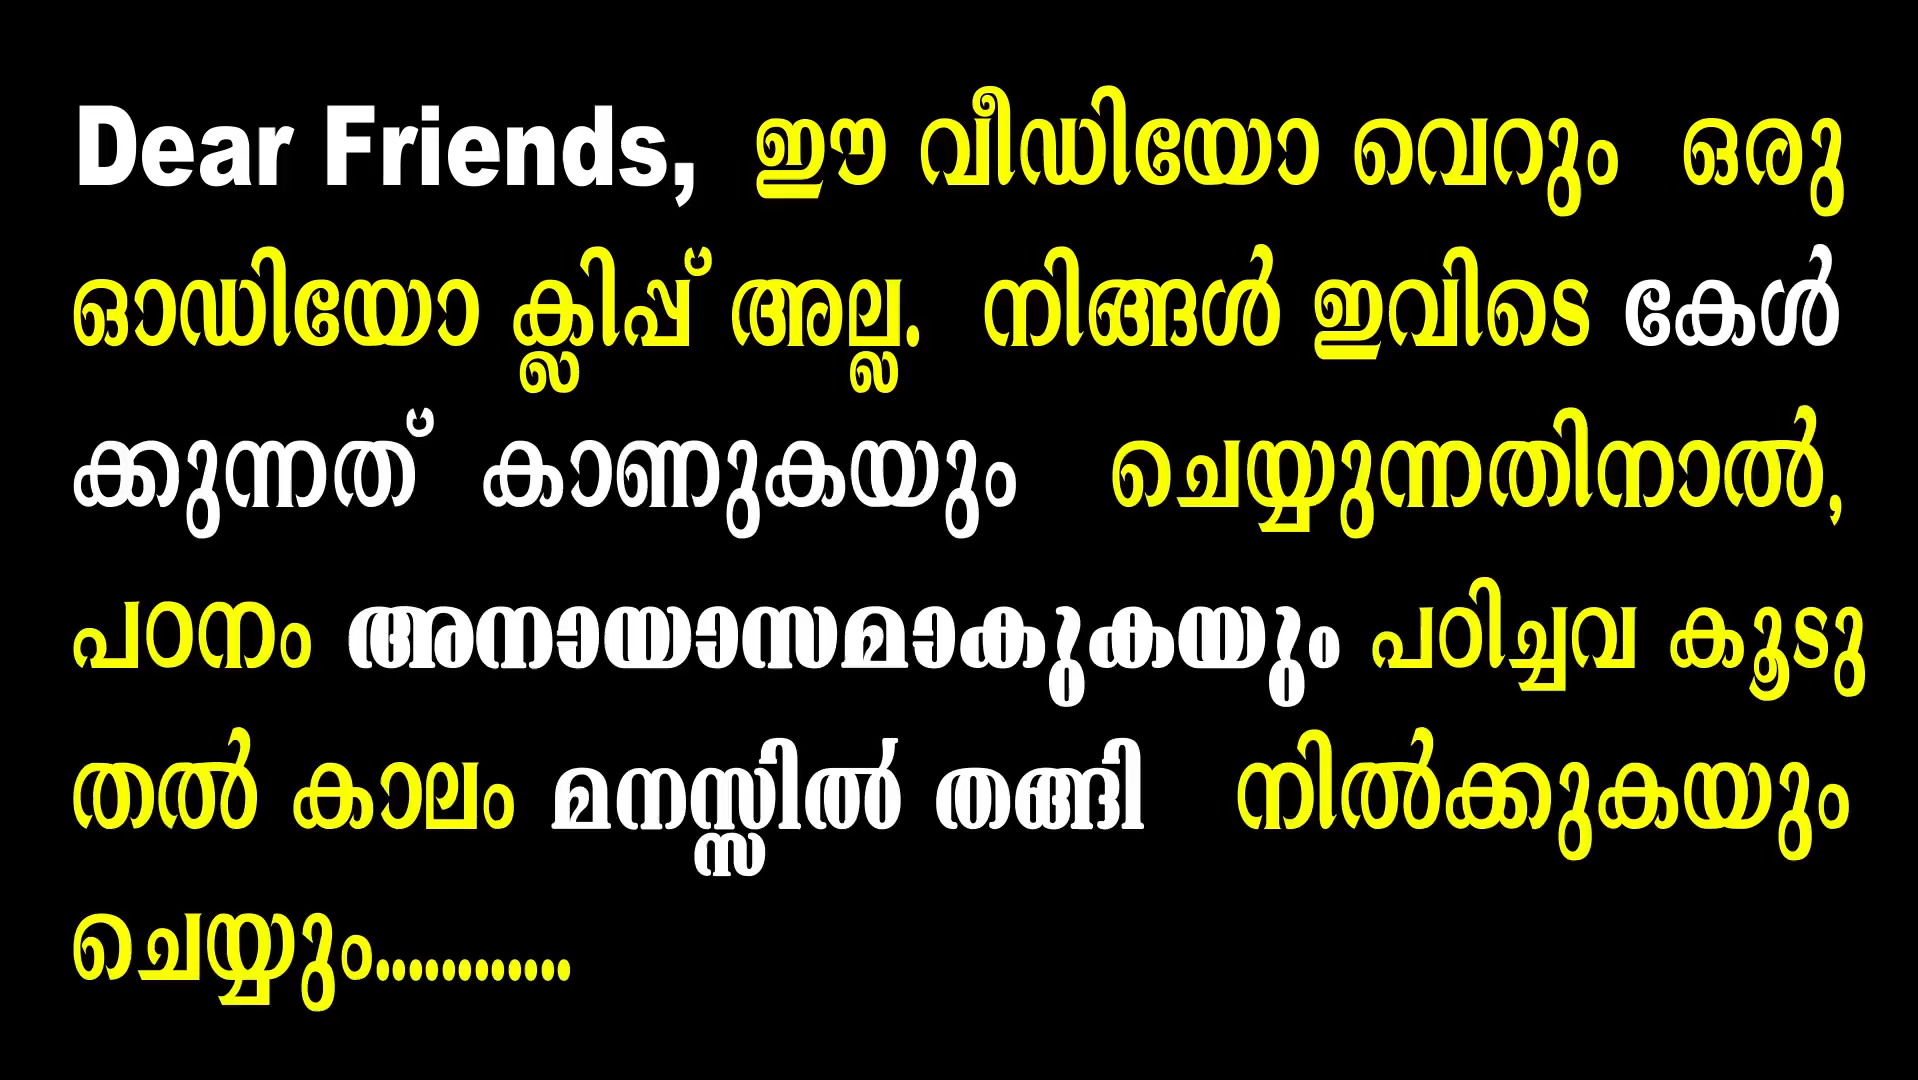 Dear Friends, ഈ വീഡിയോ വെറും ഒരു
ഓഡിയോ ക്ലിപ്പ് അല്ല. നിങ്ങൾ ഇവിടെ കേൾ
ക്കുന്നത് കാണുകയും ചെയ്യുന്നതിനാൽ,
പഠനം അനായാസമാകുകയും പഠിച്ചവ കൂടു
തൽ കാലം മനസ്സിൽ തങ്ങി നിൽക്കുകയും
ചെയ്യും............